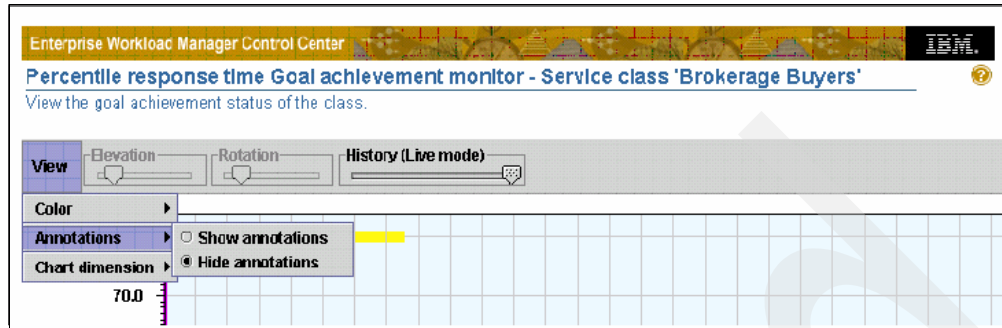 Enterprise Workload Manager Control Center
IBM.
Percentile response time Goal achievement monitor - Service class 'Brokerage Buyers'
?
View the goal achievement status of the class.
View
Elevation
Rotation
History (Live mode)
Color
Annotations
Show annotations
Hide annotations
Chart dimension
70.0